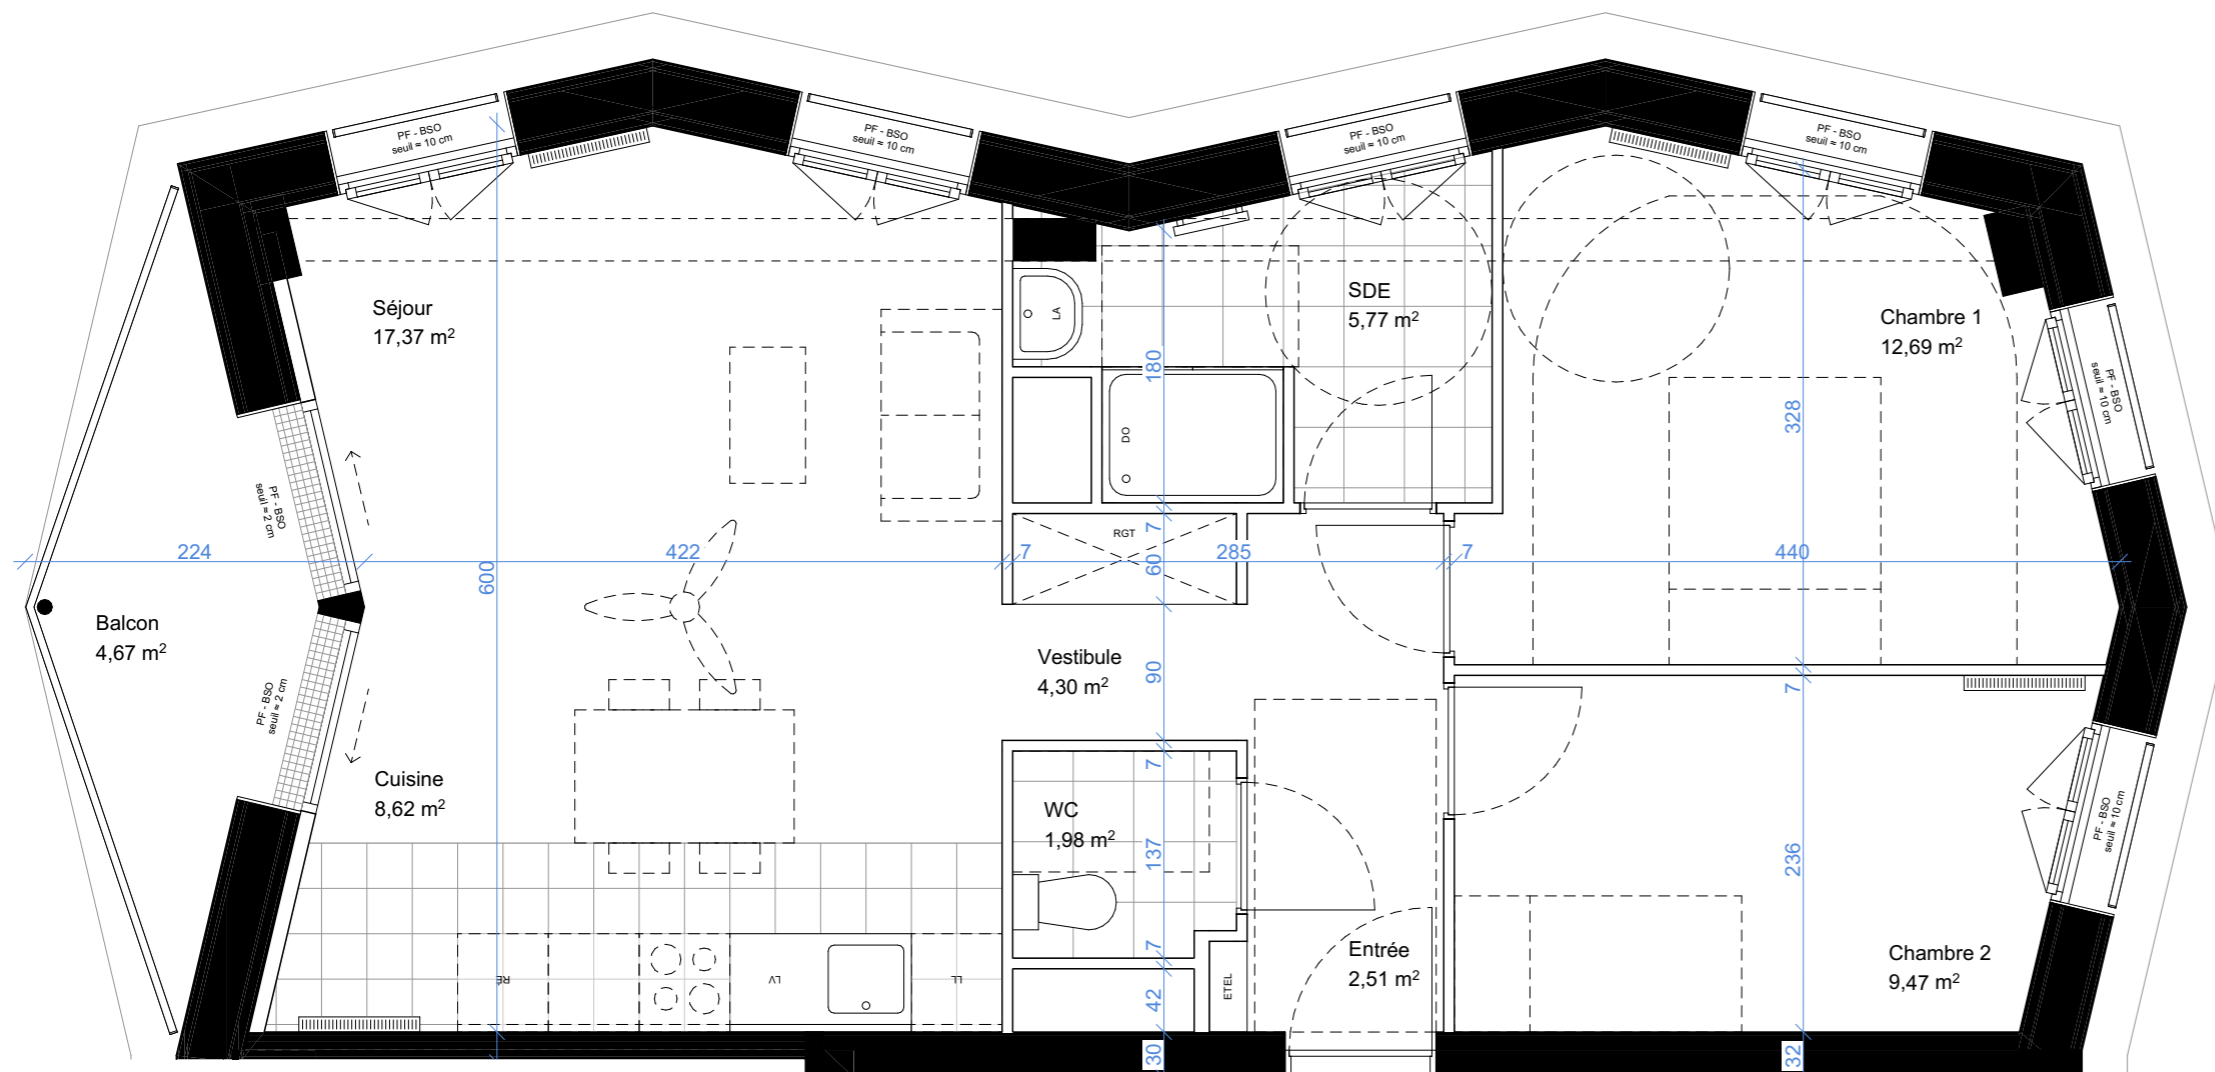 PF - BSO
seuil ≈ 10 cm
PF - BSO
seuil ≈ 10 cm
PF - BSO
seuil ≈ 10 cm
PF - BSO
seuil ≈ 10 cm
Séjour
17,37 m²
LA
SDE
5,77 m²
Chambre 1
12,69 m²
180
328
PF - BSO
seuil ≈ 10 cm
DO
PF - BSO
seuil ≈ 2 cm
RGT
7
224
422
7
285
7
440
60
600
Balcon
4,67 m²
Vestibule
4,30 m²
90
7
PF - BSO
seuil ≈ 2 cm
Cuisine
8,62 m²
7
WC
1,98 m²
137
236
PF - BSO
seuil ≈ 10 cm
7
Entrée
2,51 m²
Chambre 2
9,47 m²
RÉ
LV
LL
ETEL
42
30
32